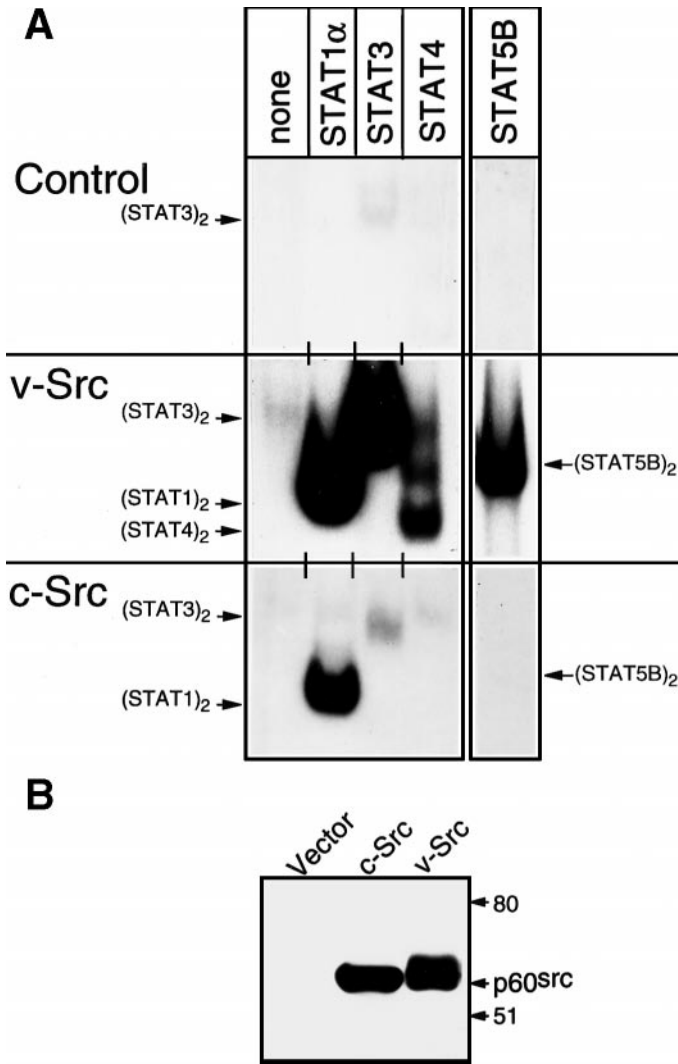 A
none
STAT1α
STAT3
STAT4
STAT5B
Control
(STAT3)2
v-Src
(STAT3)2
(STAT5B)2
(STAT1)2
(STAT4)2
c-Src
(STAT3)2
(STAT5B)2
(STAT1)2
B
Vector
c-Src
v-Src
80
p60src
51